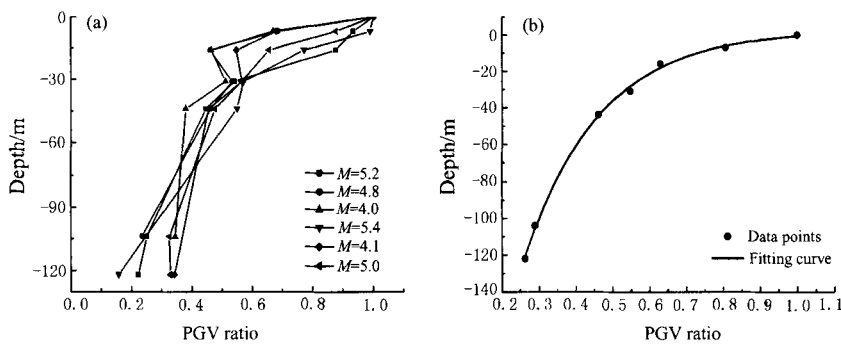 (a)
Depth/m
0
-30
-60
-90
-120
0.0 0.2 0.4 0.6 0.8 1.0
PGV ratio
M=5.2
M=4.8
M=4.0
M=5.4
M=4.1
M=5.0
(b)
Depth/m
0
-20
-40
-60
-80
-100
-120
-140
0.2 0.3 0.4 0.5 0.6 0.7 0.8 0.9 1.0 1.1
PGV ratio
Data points
Fitting curve